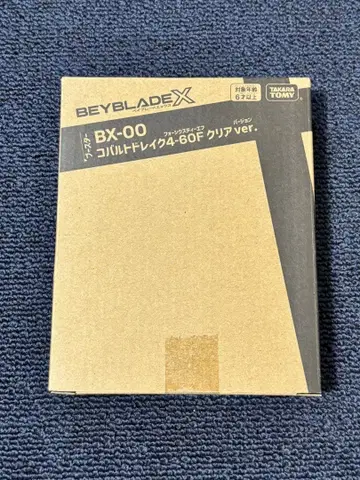 BEYBLADE X
対象年齢
6才以上
TAKARA
TOMY
ブースター
BX-00
フォーシックスティーエフ
バージョン
コバルトドレイク4-60F クリアver.